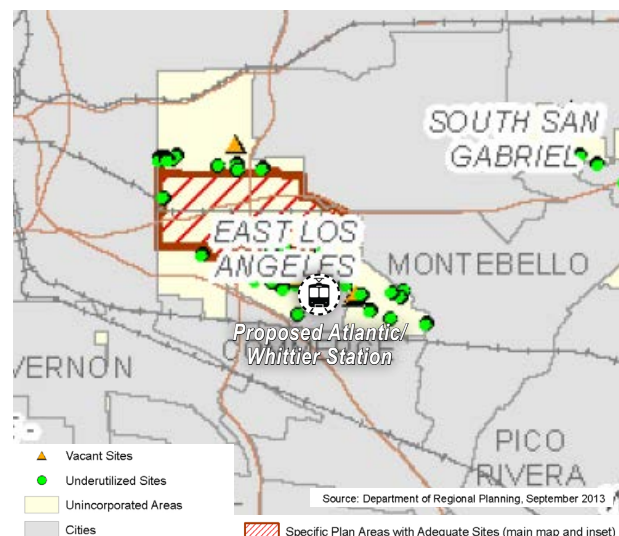 SOUTH SAN
GABRIEL
EAST LOS
ANGELES
MONTEBELLO
Proposed Atlantic/
Whittier Station
VERNON
PICO
RIVERA
Source: Department of Regional Planning, September 2013
Vacant Sites
Underutilized Sites
Unincorporated Areas
Cities
Specific Plan Areas with Adequate Sites (main map and inset)